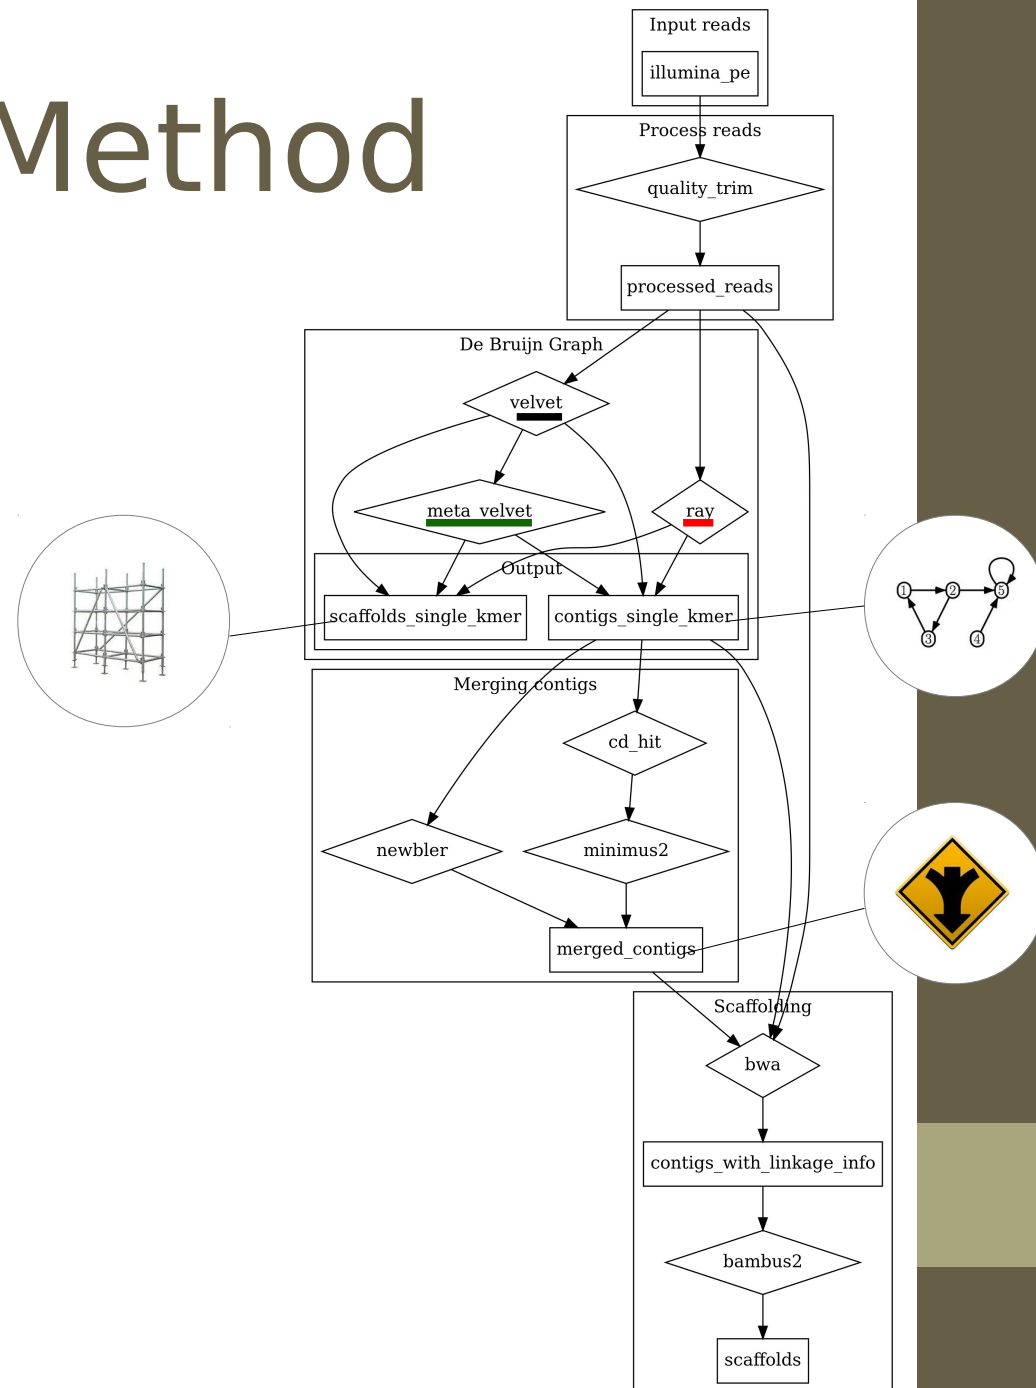 Method
Input reads
illumina_pe
Process reads
quality_trim
processed_reads
De Bruijn Graph
velvet
meta_velvet
ray
Output
scaffolds_single_kmer
contigs_single_kmer
1
2
5
3
4
Merging contigs
cd_hit
newbler
minimus2
merged_contigs
Scaffolding
bwa
contigs_with_linkage_info
bambus2
scaffolds